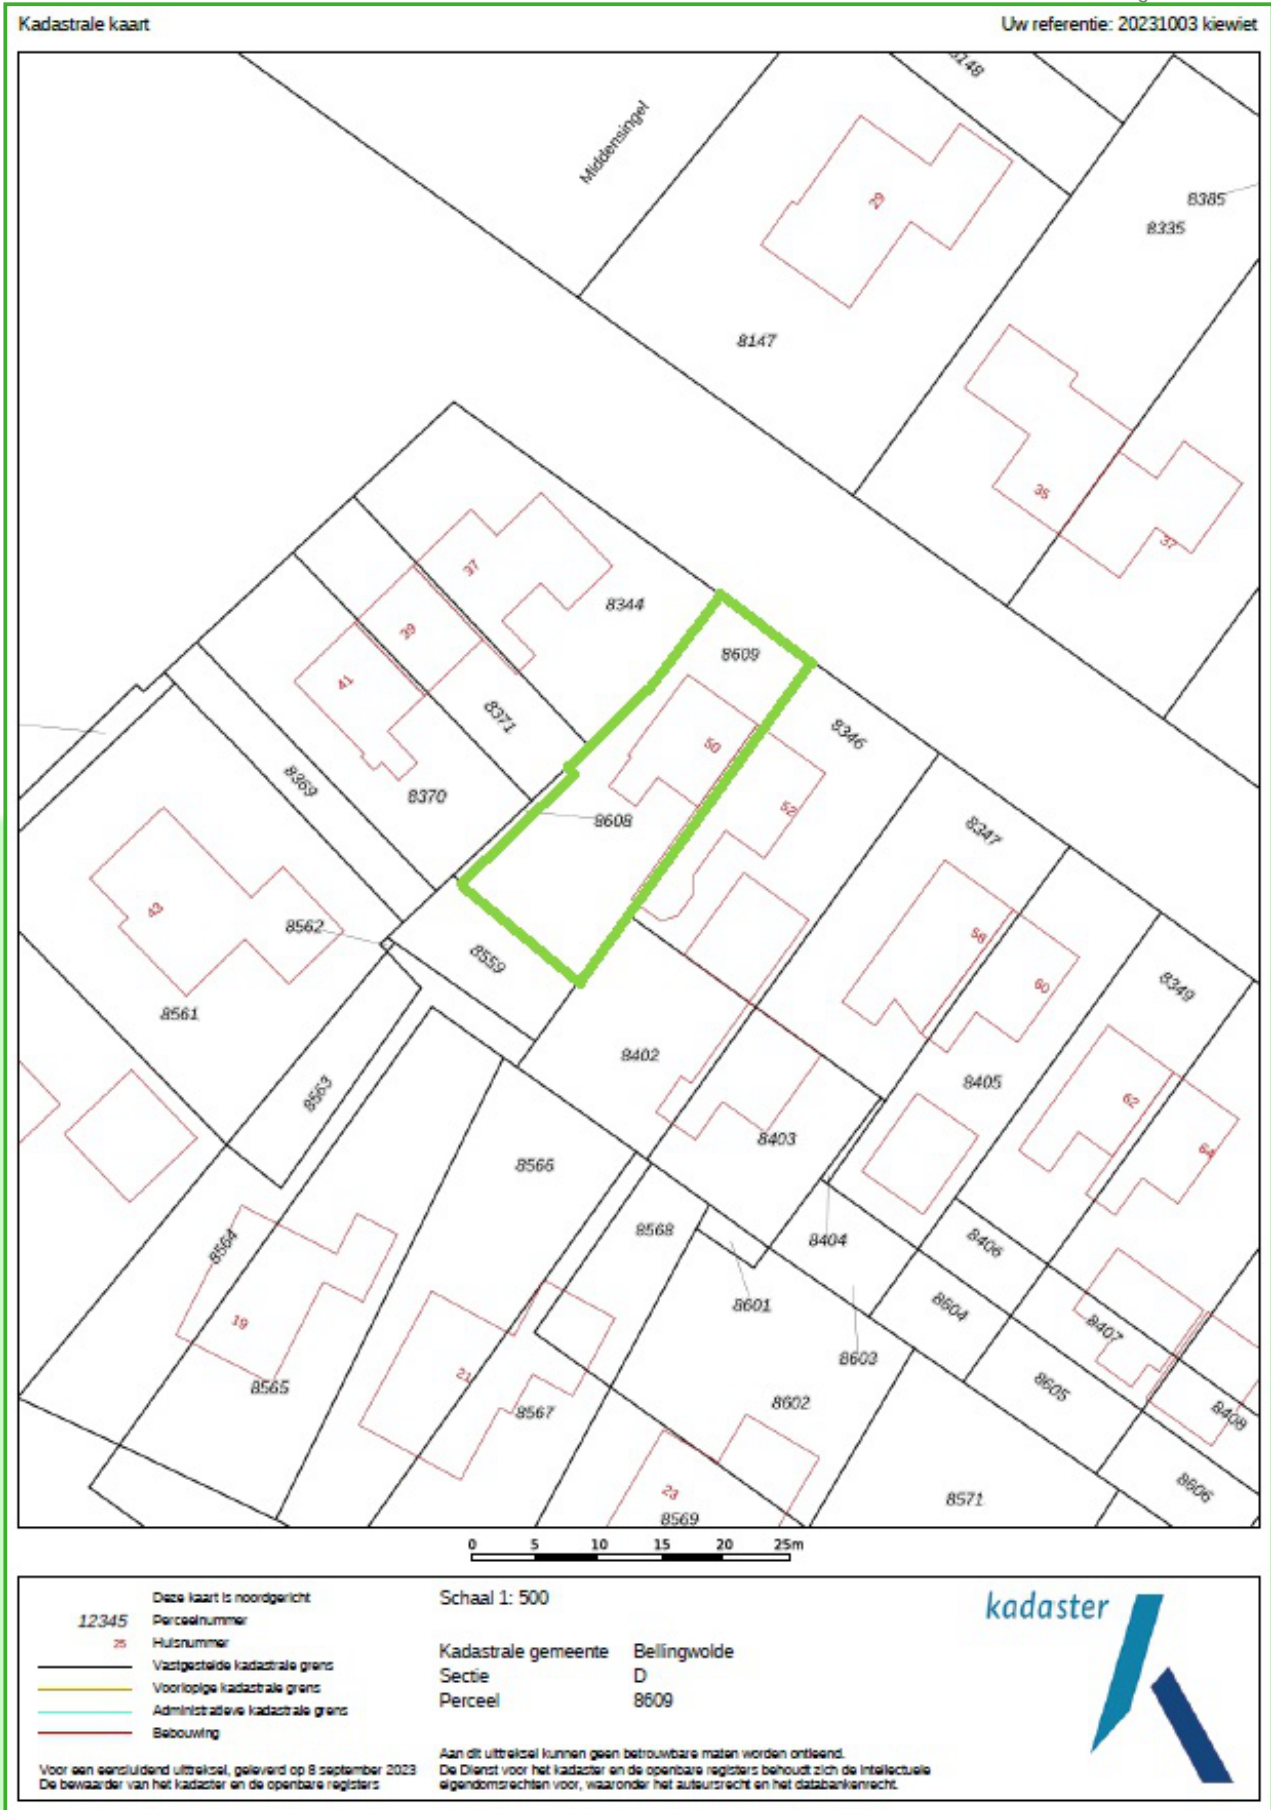 Kadastrale kaart
Uw referentie: 20231003 kiewiet
8148
Middensingel
29
8385
8335
8147
35
37
37
8344
39
8609
41
8371
50
8346
8369
8370
52
8608
8347
43
8562
8559
58
60
8349
8561
8402
8405
8563
62
8403
64
8566
8564
8568
8404
8406
8601
8604
19
8407
8603
21
8565
8605
8567
8602
8408
23
8571
8606
8569
0 5 10 15 20 25m
Deze kaart is noordgericht
12345 Perceelnummer
25 Huisnummer
Vastgestelde kadastrale grens
Voorlopige kadastrale grens
Administratieve kadastrale grens
Bebouwing
Voor een eensluidend uittreksel, geleverd op 8 september 2023
De bewaarder van het kadaster en de openbare registers
Schaal 1: 500
Kadastrale gemeente Bellingwolde
Sectie D
Perceel 8609
Aan dit uittreksel kunnen geen betrouwbare maten worden ontleend.
De Dienst voor het kadaster en de openbare registers behoudt zich de intellectuele
eigendomsrechten voor, waaronder het auteursrecht en het databankenrecht.
kadaster